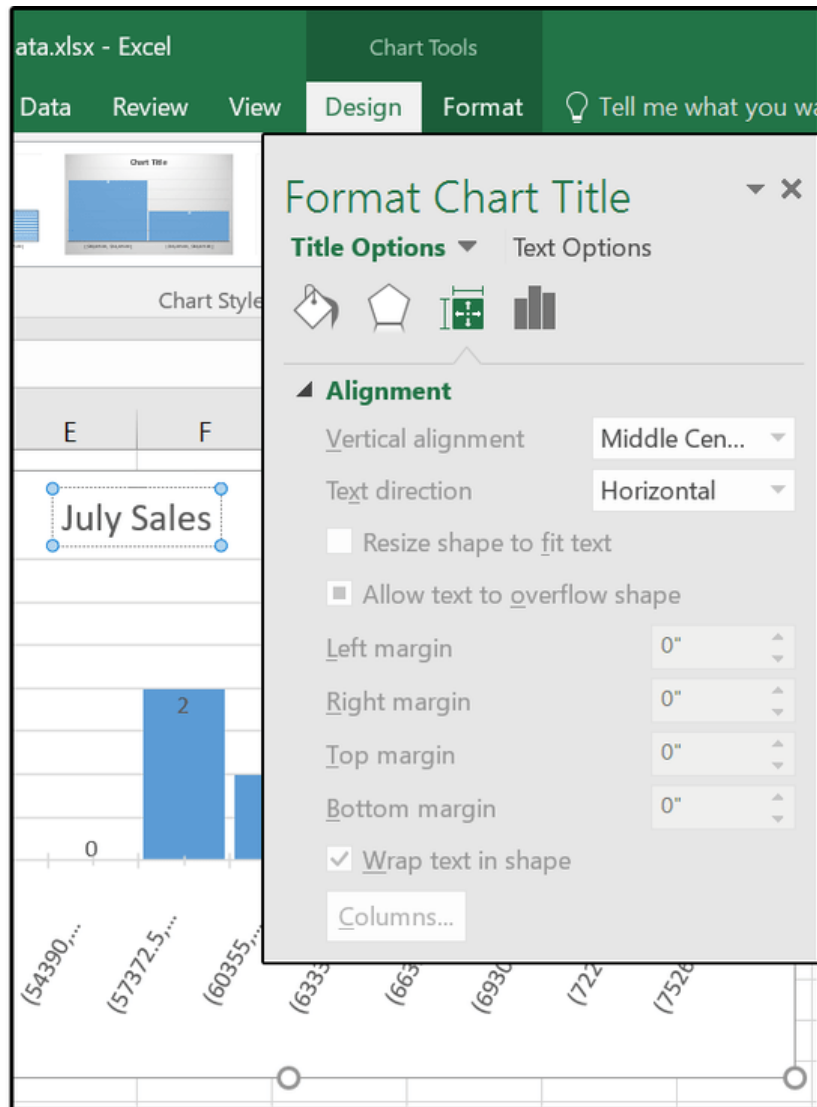 ata.xlsx - Excel
Chart Tools
Data Review View Design Format Tell me what you wa
Chart Title
Format Chart Title
Title Options Text Options
Chart Style
Alignment
E F
Vertical alignment Middle Cen...
Text direction Horizontal
July Sales
Resize shape to fit text
Allow text to overflow shape
Left margin 0"
Right margin 0"
2
Top margin 0"
Bottom margin 0"
0
Wrap text in shape
Columns...
(54390,... (57372.5,... (60355,... (6333 (663 (6930 (722 (7526